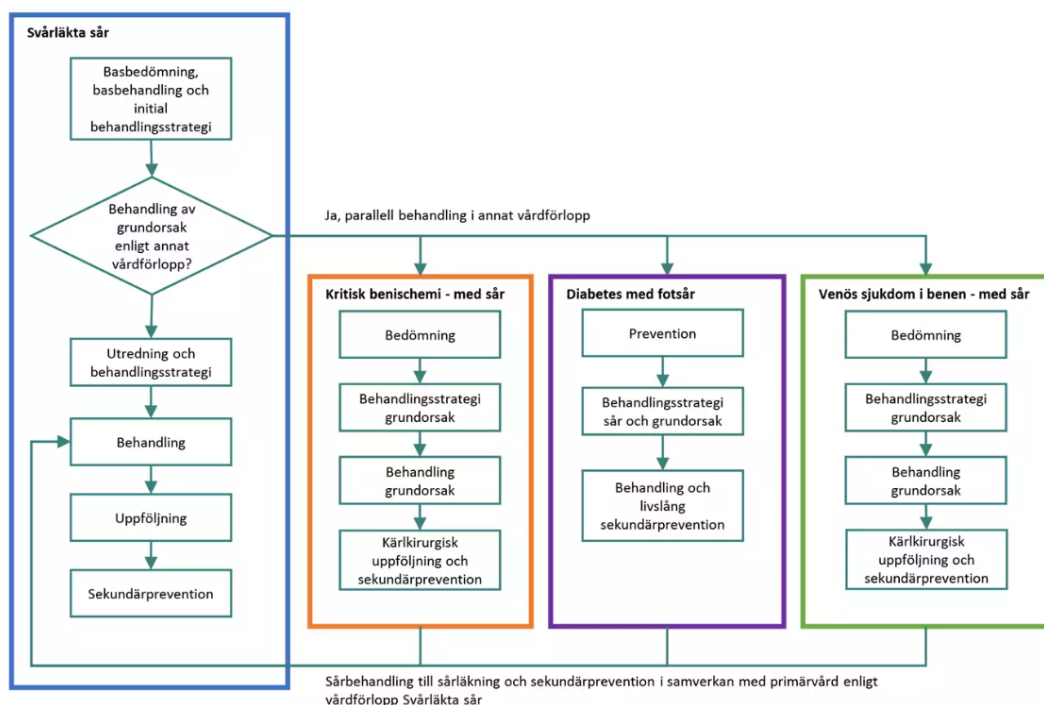 Svårläkta sår
Basbedömning,
basbehandling och
initial
behandlingsstrategi
Behandling av
grundorsak
enligt annat
vårdförlopp?
Utredning och
behandlingsstrategi
Behandling
Uppföljning
Sekundärprevention
Ja, parallell behandling i annat vårdförlopp
Kritisk benischemi - med sår
Bedömning
Behandlingsstrategi
grundorsak
Behandling
grundorsak
Kärlkirurgisk
uppföljning och
sekundärprevention
Diabetes med fotsår
Prevention
Behandlingsstrategi
sår och grundorsak
Behandling och
livslång
sekundärprevention
Venös sjukdom i benen - med sår
Bedömning
Behandlingsstrategi
grundorsak
Behandling
grundorsak
Kärlkirurgisk
uppföljning och
sekundärprevention
Sårbehandling till sårläkning och sekundärprevention i samverkan med primärvård enligt
vårdförlopp Svårläkta sår